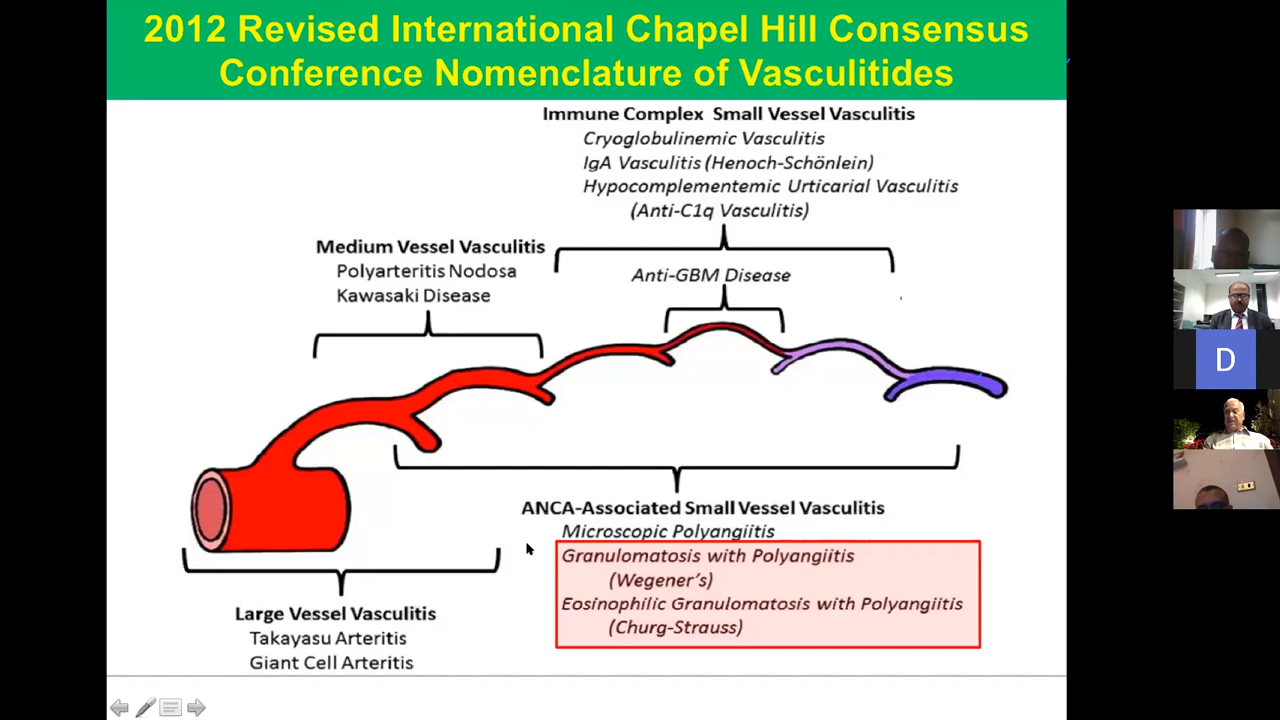 2012 Revised International Chapel Hill Consensus
Conference Nomenclature of Vasculitides
Immune Complex Small Vessel Vasculitis
Cryoglobulinemic Vasculitis
IgA Vasculitis (Henoch-Schönlein)
Hypocomplementemic Urticarial Vasculitis
(Anti-C1q Vasculitis)
Medium Vessel Vasculitis
Polyarteritis Nodosa
Kawasaki Disease
Anti-GBM Disease
ANCA-Associated Small Vessel Vasculitis
Microscopic Polyangiitis
Granulomatosis with Polyangiitis
(Wegener’s)
Eosinophilic Granulomatosis with Polyangiitis
(Churg-Strauss)
Large Vessel Vasculitis
Takayasu Arteritis
Giant Cell Arteritis
D